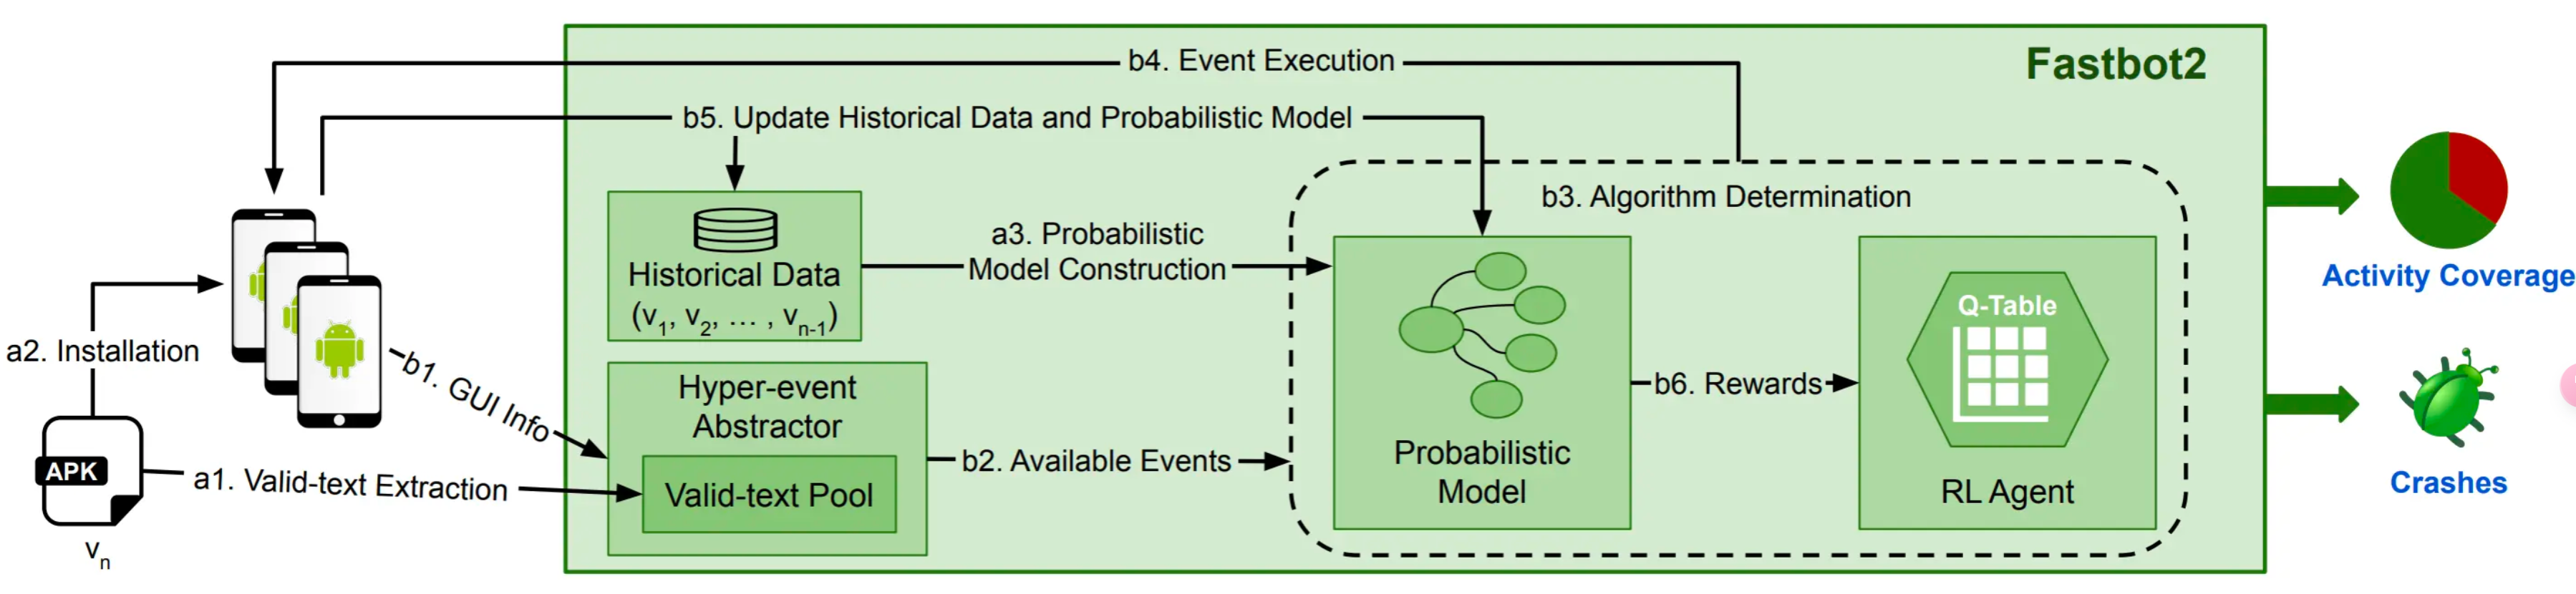 b4. Event Execution
Fastbot2
b5. Update Historical Data and Probabilistic Model
b3. Algorithm Determination
a3. Probabilistic
Model Construction
Historical Data
(v1, v2, … , vn-1)
Activity Coverage
Q-Table
a2. Installation
b1. GUI Info
Hyper-event
Abstractor
b6. Rewards
APK
a1. Valid-text Extraction
Valid-text Pool
b2. Available Events
Probabilistic
Model
RL Agent
Crashes
vn